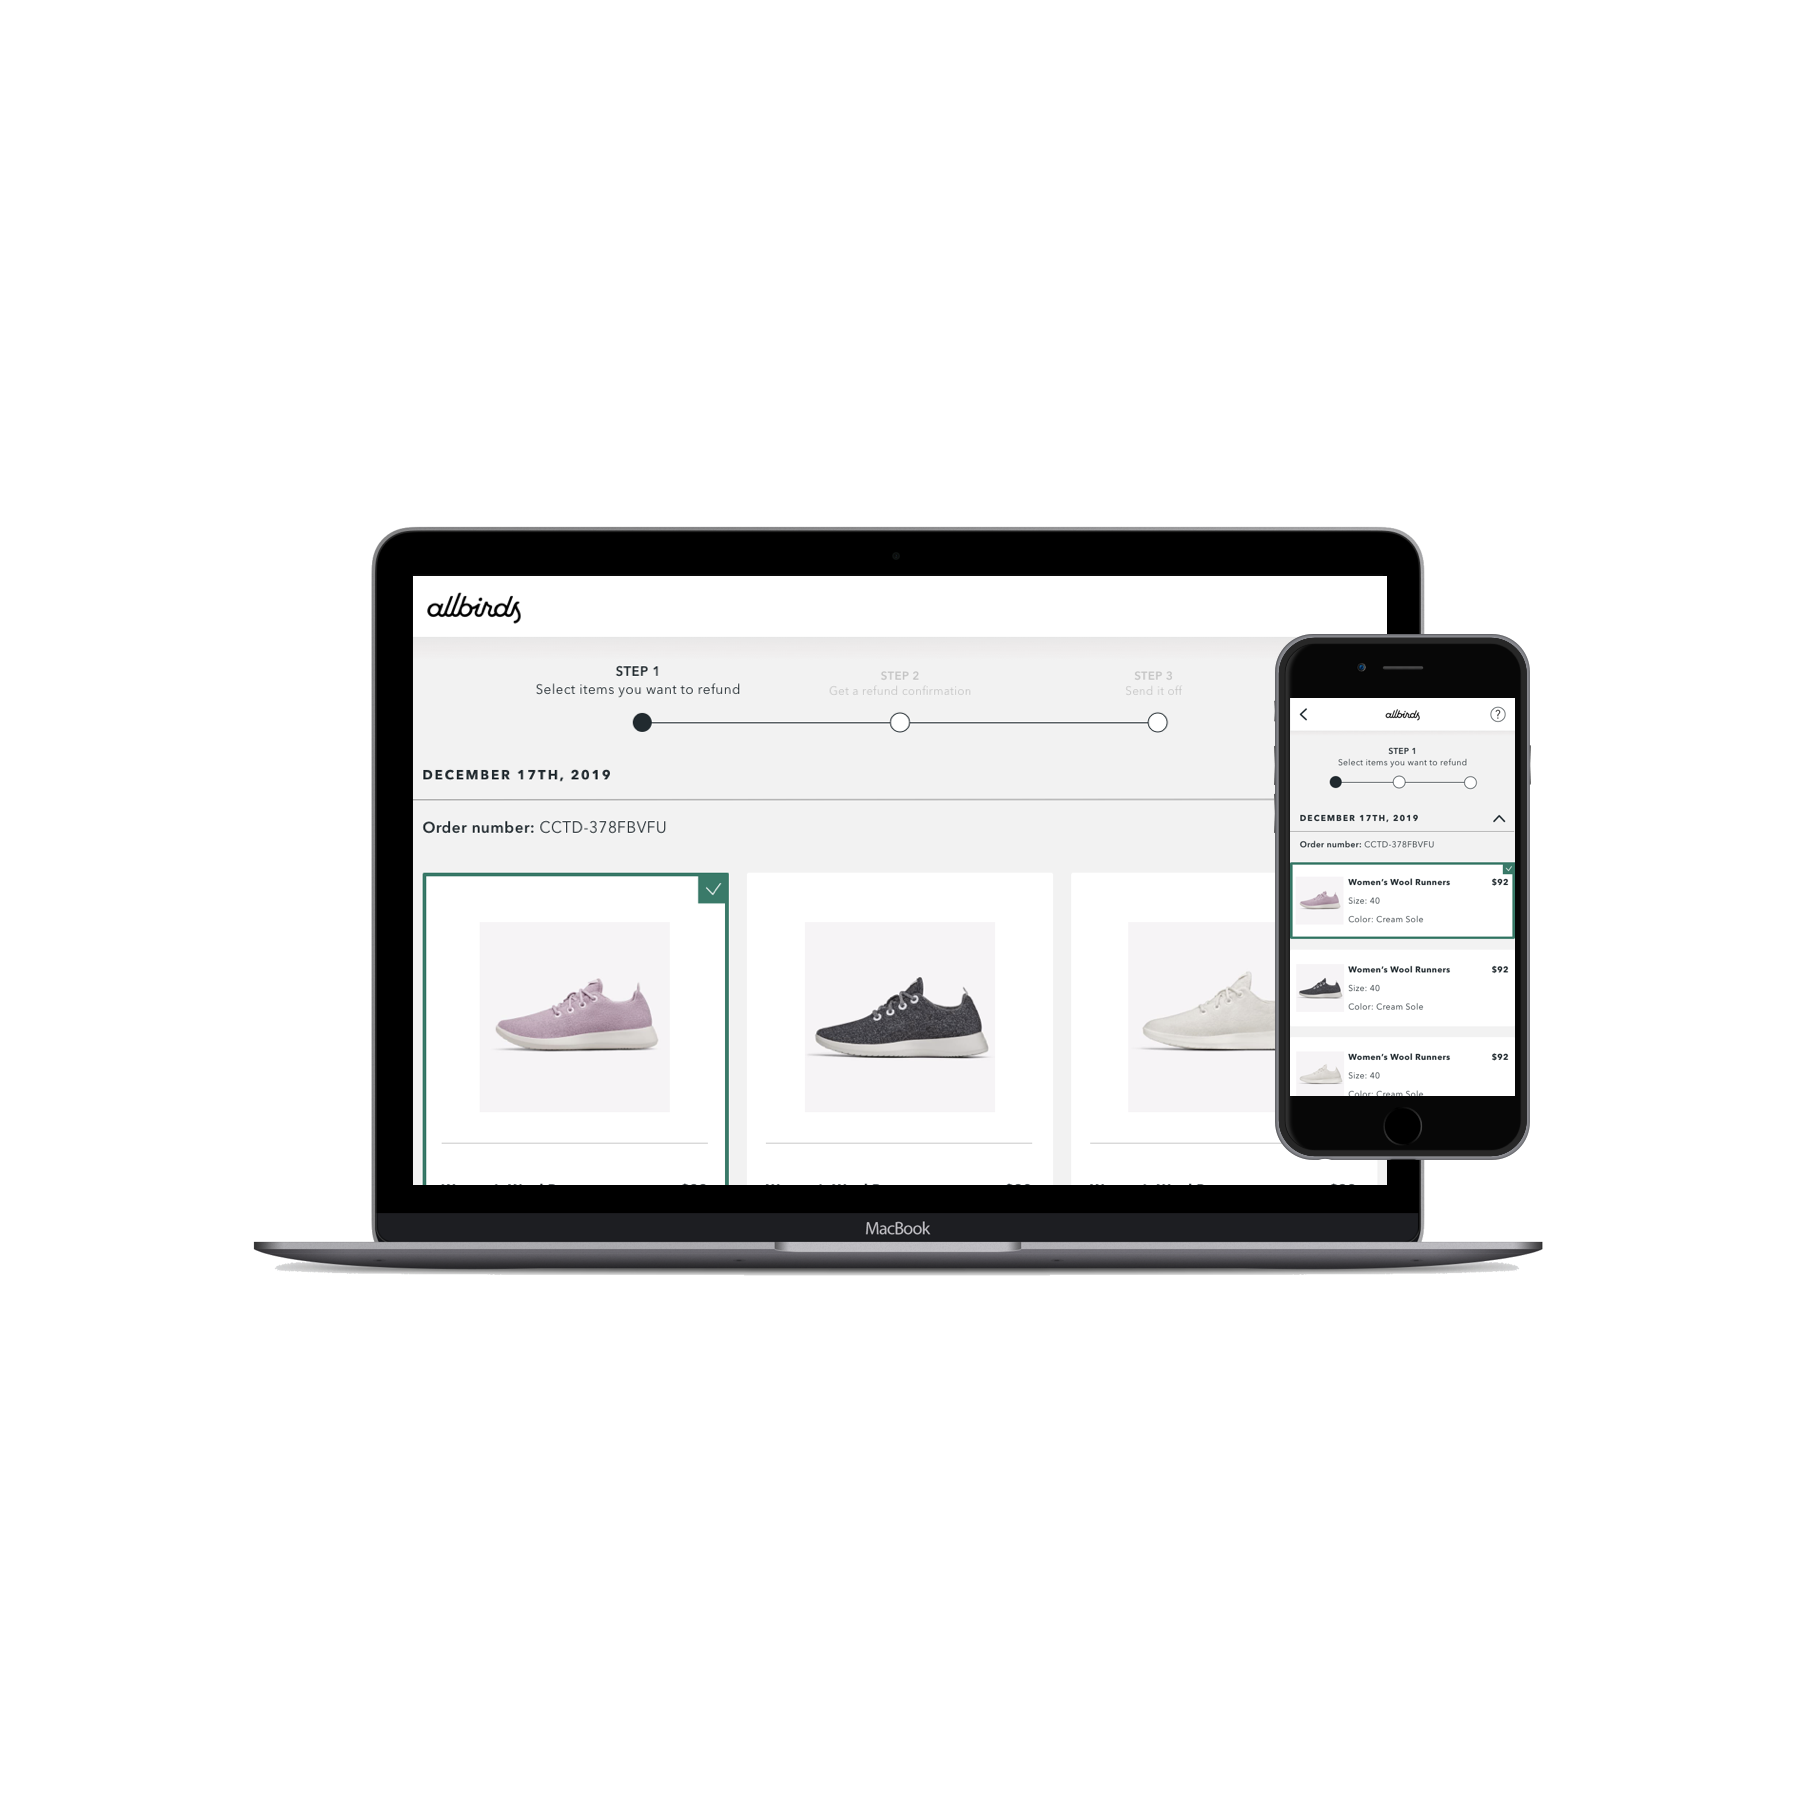 allbirds
STEP 1
Select items you want to refund
STEP 2
Get a refund confirmation
STEP 3
Send it off
DECEMBER 17TH, 2019
Order number: CCTD-378FBVFU
MacBook
allbirds
?
STEP 1
Select items you want to refund
DECEMBER 17TH, 2019
Order number: CCTD-378FBVFU
Women's Wool Runners $92
Size: 40
Color: Cream Sole
Women's Wool Runners $92
Size: 40
Color: Cream Sole
Women's Wool Runners $92
Size: 40
Color: Cream Sole